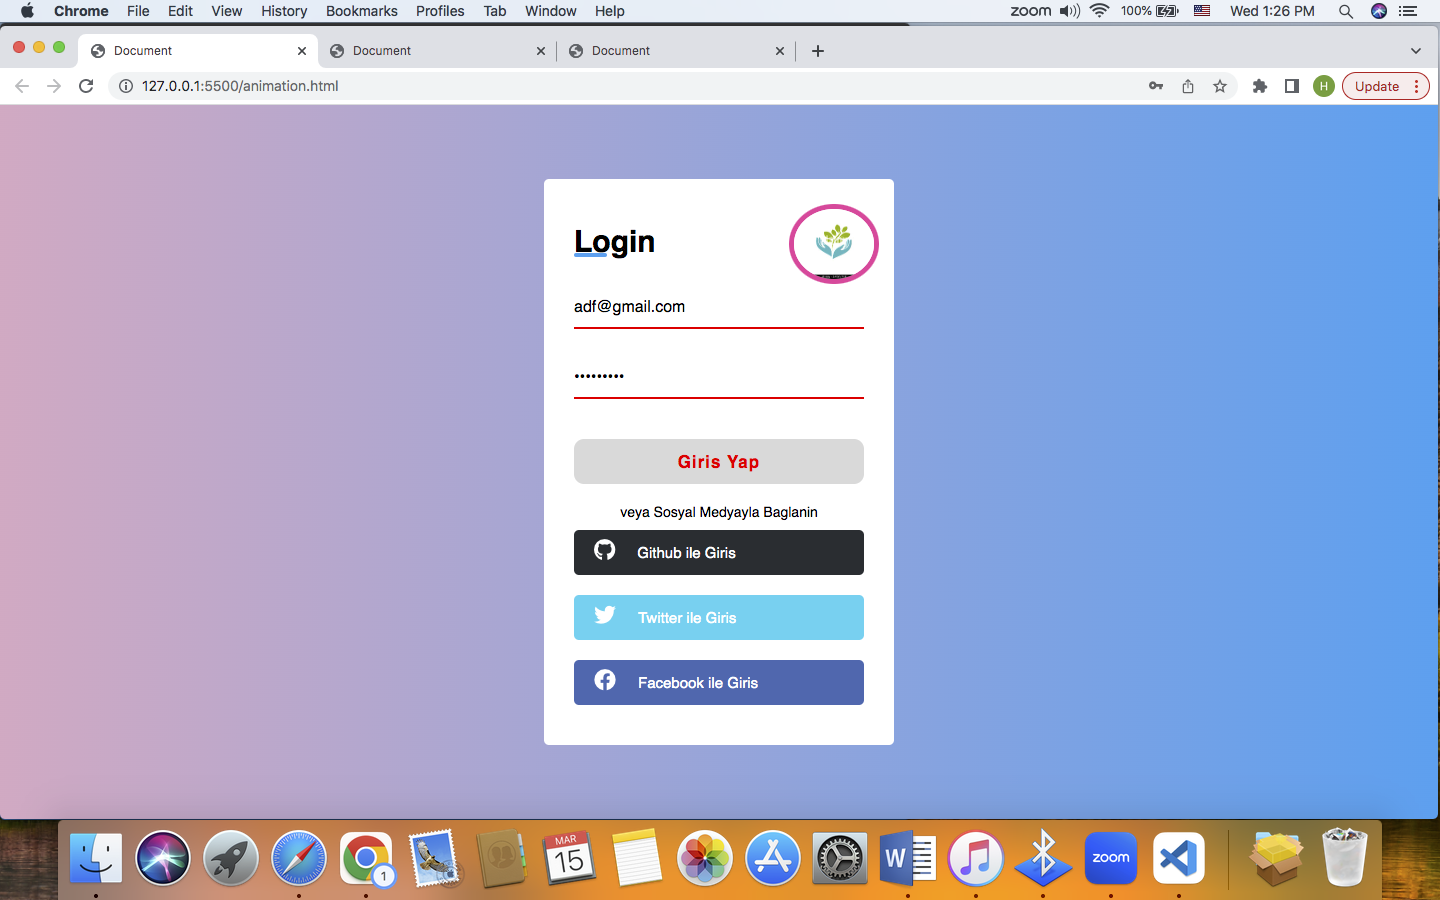 Chrome File Edit View History Bookmarks Profiles Tab Window Help zoom 100% Wed 1:26 PM
Document Document Document
127.0.0.1:5500/animation.html H Update
Login
adf@gmail.com
•••••••••
Giris Yap
veya Sosyal Medyayla Baglanin
Github ile Giris
Twitter ile Giris
Facebook ile Giris
MAR
15
1
W
zoom